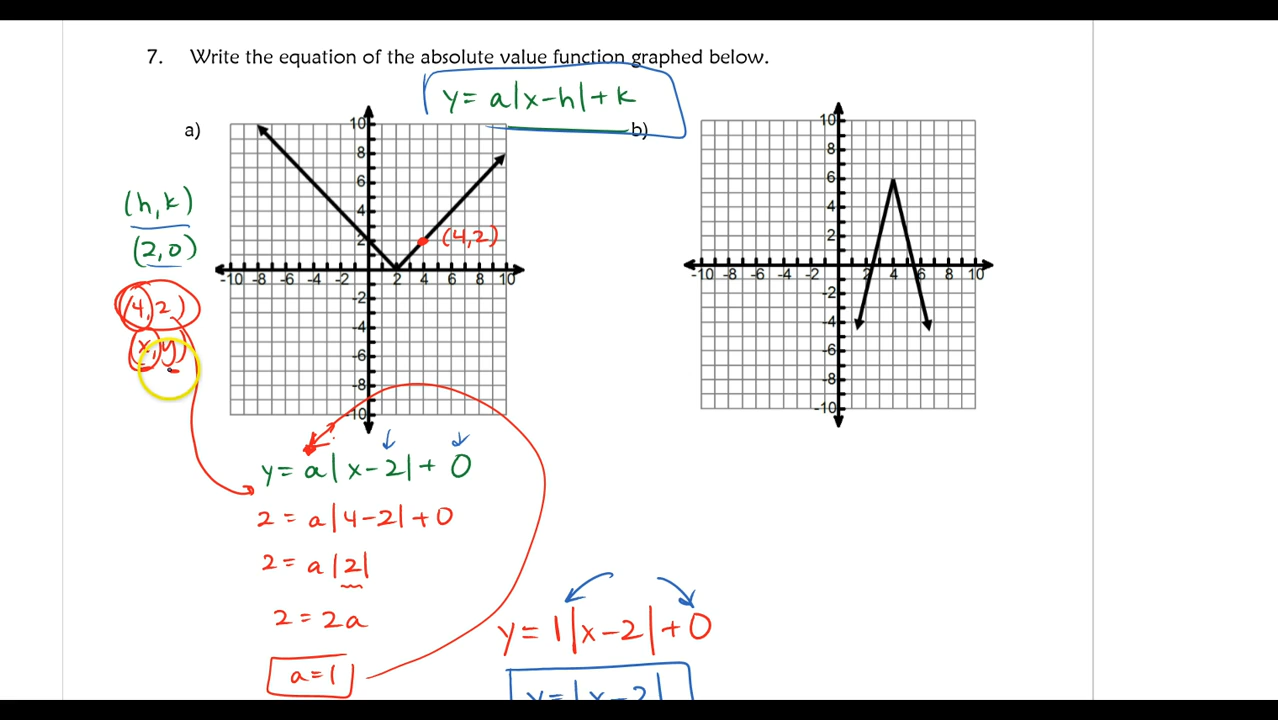 7. Write the equation of the absolute value function graphed below.
y = a|x-h| + k
a)
b)
10
8
6
4
2
-10 -8 -6 -4 -2 2 4 6 8 10
-2
-4
-6
-8
-10
10
8
6
4
2
-10 -8 -6 -4 -2 2 4 6 8 10
-2
-4
-6
-8
-10
(h,k)
(2,0)
(4,2)
(4,2)
(x,y)
y = a|x-2| + 0
2 = a|4-2| + 0
2 = a|2|
2 = 2a
a = 1
y = 1|x-2| + 0
y = |x-2|